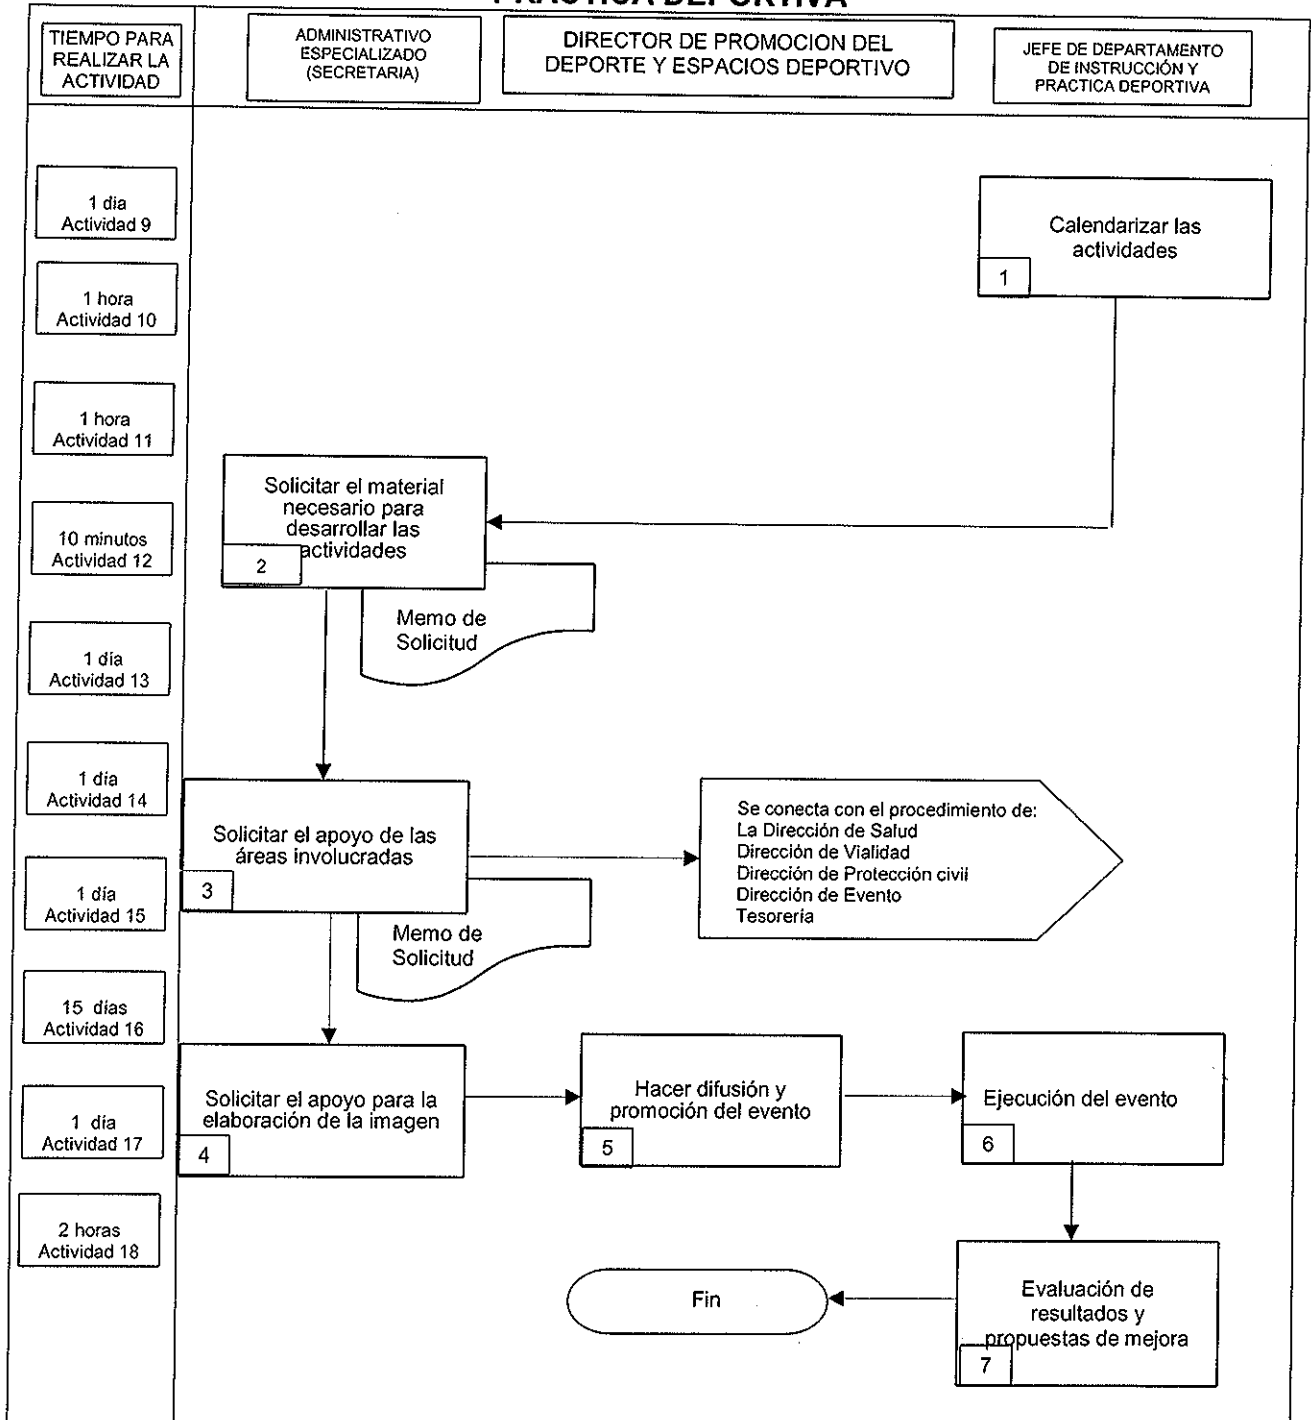 PRACTICA DEPORTIVA
TIEMPO PARA
REALIZAR LA
ACTIVIDAD
ADMINISTRATIVO
ESPECIALIZADO
(SECRETARIA)
DIRECTOR DE PROMOCION DEL
DEPORTE Y ESPACIOS DEPORTIVO
JEFE DE DEPARTAMENTO
DE INSTRUCCIÓN Y
PRACTICA DEPORTIVA
1 día
Actividad 9
1 hora
Actividad 10
1 hora
Actividad 11
10 minutos
Actividad 12
1 día
Actividad 13
1 día
Actividad 14
1 día
Actividad 15
15 días
Actividad 16
1 día
Actividad 17
2 horas
Actividad 18
Calendarizar las
actividades
1
Solicitar el material
necesario para
desarrollar las
actividades
2
Memo de
Solicitud
Solicitar el apoyo de las
áreas involucradas
3
Memo de
Solicitud
Se conecta con el procedimiento de:
La Dirección de Salud
Dirección de Vialidad
Dirección de Protección civil
Dirección de Evento
Tesorería
Solicitar el apoyo para la
elaboración de la imagen
4
Hacer difusión y
promoción del evento
5
Ejecución del evento
6
Evaluación de
resultados y
propuestas de mejora
7
Fin